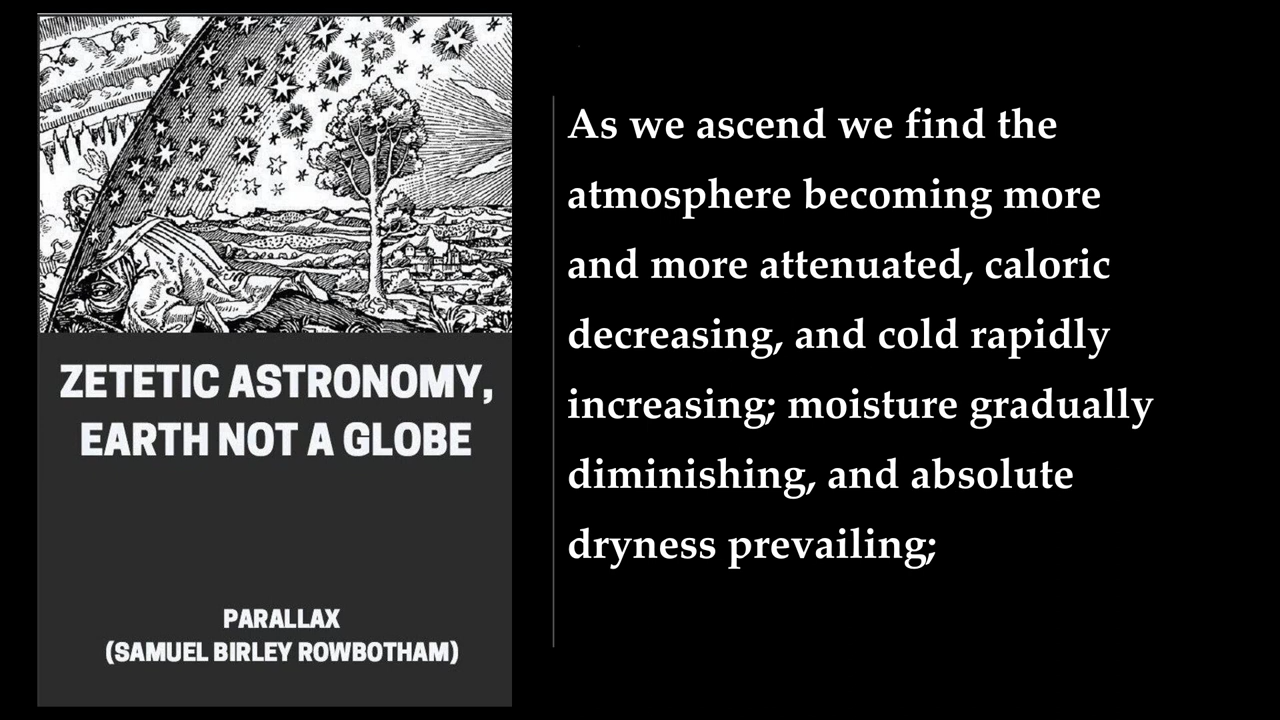 ZETETIC ASTRONOMY,
EARTH NOT A GLOBE
PARALLAX
(SAMUEL BIRLEY ROWBOTHAM)
As we ascend we find the
atmosphere becoming more
and more attenuated, caloric
decreasing, and cold rapidly
increasing; moisture gradually
diminishing, and absolute
dryness prevailing;